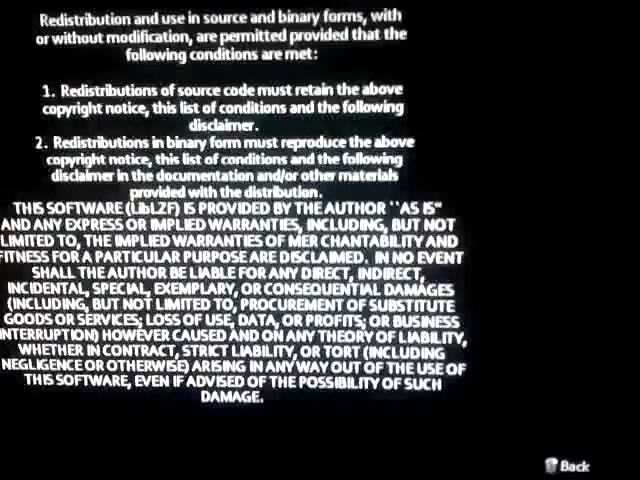 Redistribution and use in source and binary forms, with
or without modification, are permitted provided that the
following conditions are met:
1. Redistributions of source code must retain the above
copyright notice, this list of conditions and the following
disclaimer.
2. Redistributions in binary form must reproduce the above
copyright notice, this list of conditions and the following
disclaimer in the documentation and/or other materials
provided with the distribution.
THIS SOFTWARE (LibLZF) IS PROVIDED BY THE AUTHOR ``AS IS"
AND ANY EXPRESS OR IMPLIED WARRANTIES, INCLUDING, BUT NOT
LIMITED TO, THE IMPLIED WARRANTIES OF MER CHANTABILITY AND
FITNESS FOR A PARTICULAR PURPOSE ARE DISCLAIMED. IN NO EVENT
SHALL THE AUTHOR BE LIABLE FOR ANY DIRECT, INDIRECT,
INCIDENTAL, SPECIAL, EXEMPLARY, OR CONSEQUENTIAL DAMAGES
(INCLUDING, BUT NOT LIMITED TO, PROCUREMENT OF SUBSTITUTE
GOODS OR SERVICES; LOSS OF USE, DATA, OR PROFITS; OR BUSINESS
INTERRUPTION) HOWEVER CAUSED AND ON ANY THEORY OF LIABILITY,
WHETHER IN CONTRACT, STRICT LIABILITY, OR TORT (INCLUDING
NEGLIGENCE OR OTHERWISE) ARISING IN ANY WAY OUT OF THE USE OF
THIS SOFTWARE, EVEN IF ADVISED OF THE POSSIBILITY OF SUCH
DAMAGE.
Back